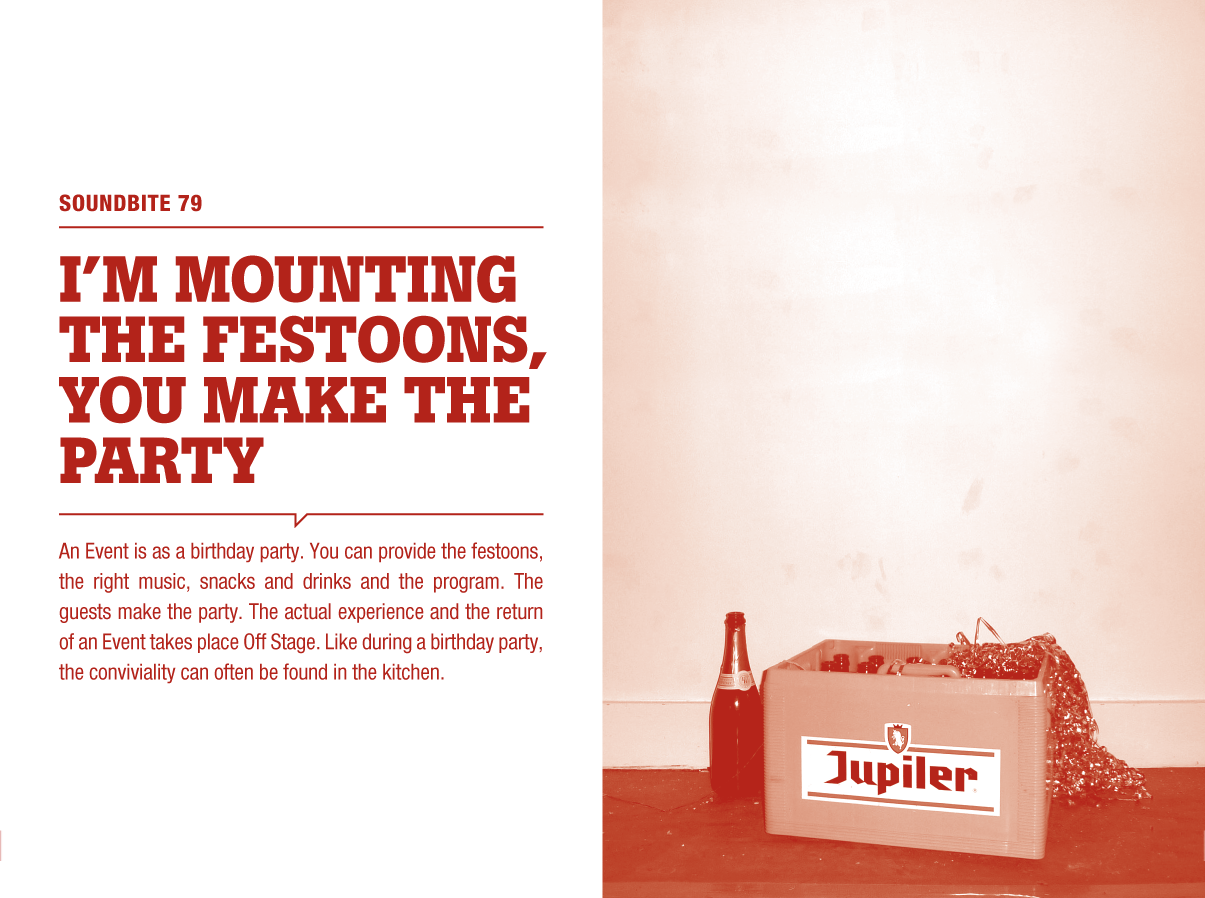 SOUNDBITE 79
I’M MOUNTING
THE FESTOONS,
YOU MAKE THE
PARTY
An Event is as a birthday party. You can provide the festoons,
the right music, snacks and drinks and the program. The
guests make the party. The actual experience and the return
of an Event takes place Off Stage. Like during a birthday party,
the conviviality can often be found in the kitchen.
Jupiler